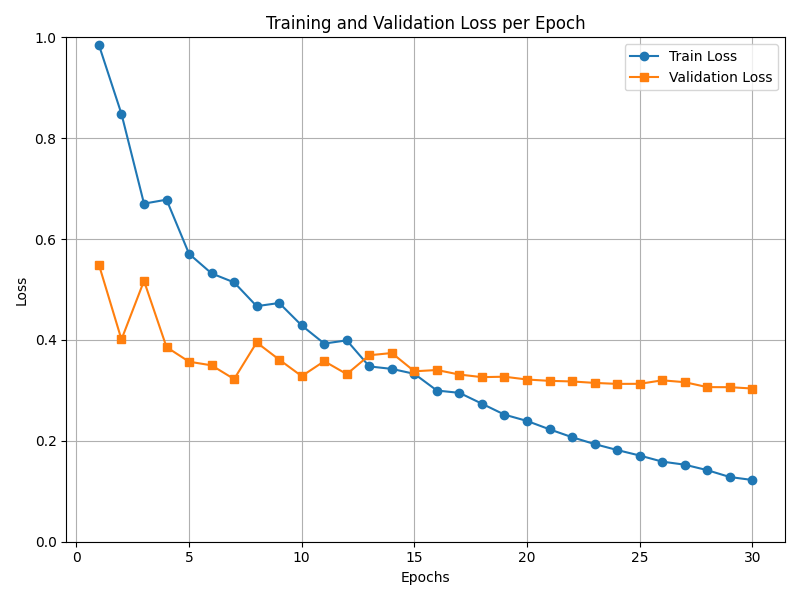 Training and Validation Loss per Epoch
Train Loss
Validation Loss
1.0
0.8
0.6
0.4
0.2
0.0
Loss
0 5 10 15 20 25 30
Epochs